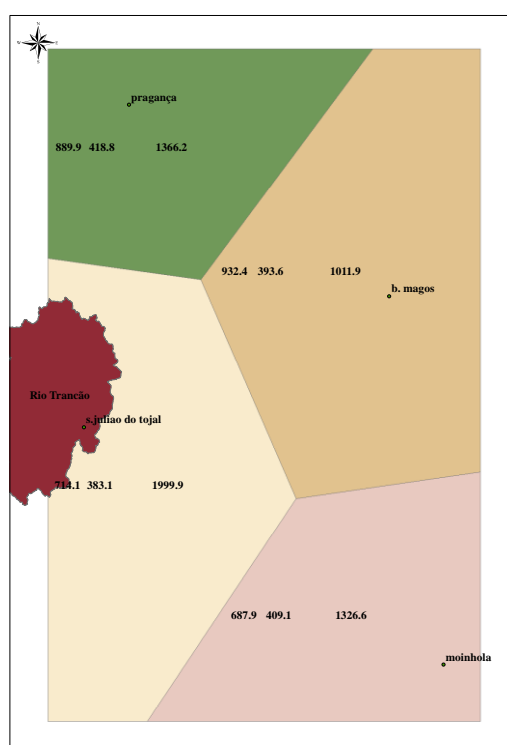 N
W E
S
pragança
889.9 418.8 1366.2
932.4 393.6 1011.9
b. magos
Rio Trancão
s.juliao do tojal
714.1 383.1 1999.9
687.9 409.1 1326.6
moinhola